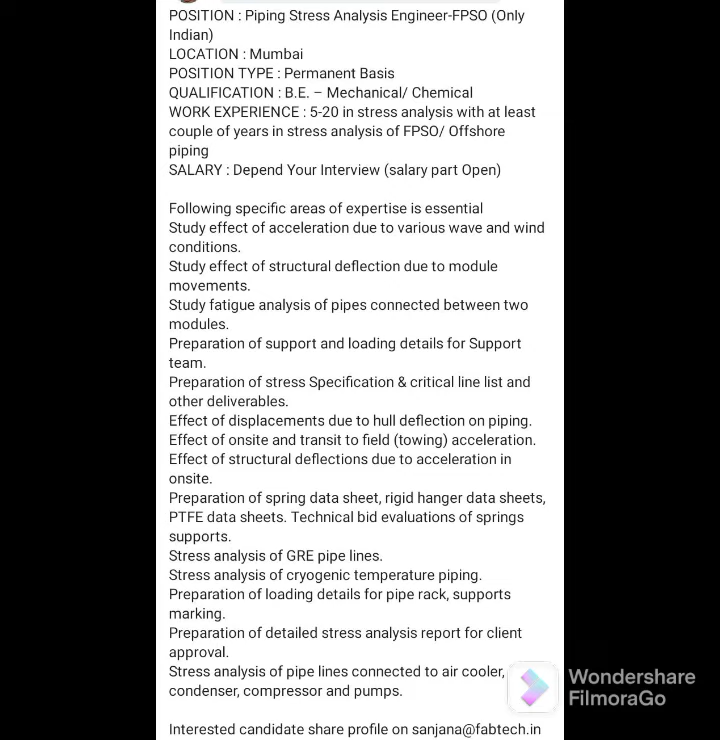 POSITION : Piping Stress Analysis Engineer-FPSO (Only
Indian)
LOCATION : Mumbai
POSITION TYPE : Permanent Basis
QUALIFICATION : B.E. – Mechanical/ Chemical
WORK EXPERIENCE : 5-20 in stress analysis with at least
couple of years in stress analysis of FPSO/ Offshore
piping
SALARY : Depend Your Interview (salary part Open)
Following specific areas of expertise is essential
Study effect of acceleration due to various wave and wind
conditions.
Study effect of structural deflection due to module
movements.
Study fatigue analysis of pipes connected between two
modules.
Preparation of support and loading details for Support
team.
Preparation of stress Specification & critical line list and
other deliverables.
Effect of displacements due to hull deflection on piping.
Effect of onsite and transit to field (towing) acceleration.
Effect of structural deflections due to acceleration in
onsite.
Preparation of spring data sheet, rigid hanger data sheets,
PTFE data sheets. Technical bid evaluations of springs
supports.
Stress analysis of GRE pipe lines.
Stress analysis of cryogenic temperature piping.
Preparation of loading details for pipe rack, supports
marking.
Preparation of detailed stress analysis report for client
approval.
Stress analysis of pipe lines connected to air cooler,
condenser, compressor and pumps.
Interested candidate share profile on sanjana@fabtech.in
Wondershare
FilmoraGo